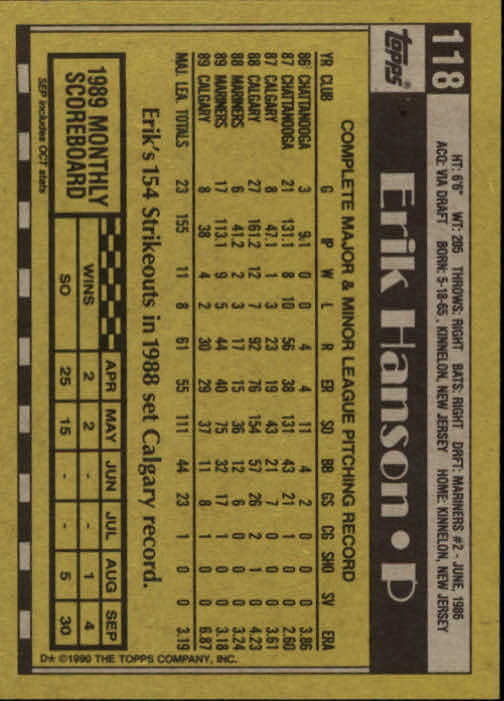 118
topps®
HT: 6'6" WT: 205 THROWS: RIGHT BATS: RIGHT DRFT: MARINERS #2 - JUNE, 1986
ACQ: VIA DRAFT BORN: 5-18-65, KINNELON, NEW JERSEY HOME: KINNELON, NEW JERSEY
Erik Hanson • P
COMPLETE MAJOR & MINOR LEAGUE PITCHING RECORD
YR CLUB G IP W L R ER SO BB GS CG SHO SV ERA
86 CHATTANOOGA 3 9.1 0 0 4 4 11 4 2 0 0 0 3.86
87 CHATTANOOGA 21 131.1 8 10 56 38 131 43 21 1 0 0 2.60
87 CALGARY 8 47.1 1 3 23 19 43 21 7 0 0 0 3.61
88 CALGARY 27 161.2 12 7 92 76 154 57 26 2 1 0 4.23
88 MARINERS 6 41.2 2 3 17 15 36 12 6 0 0 0 3.24
89 MARINERS 17 113.1 9 5 44 40 75 32 17 1 0 0 3.18
89 CALGARY 8 38 4 2 30 29 37 11 8 1 0 0 6.87
MAJ. LEA. TOTALS 23 155 11 8 61 55 111 44 23 1 0 0 3.19
Erik's 154 Strikeouts in 1988 set Calgary record.
1989 MONTHLY
SCOREBOARD
SEP includes OCT stats
APR MAY JUN JUL AUG SEP
WINS 2 2 - - 1 4
SO 25 15 - - 5 30
D* ©1990 THE TOPPS COMPANY, INC.